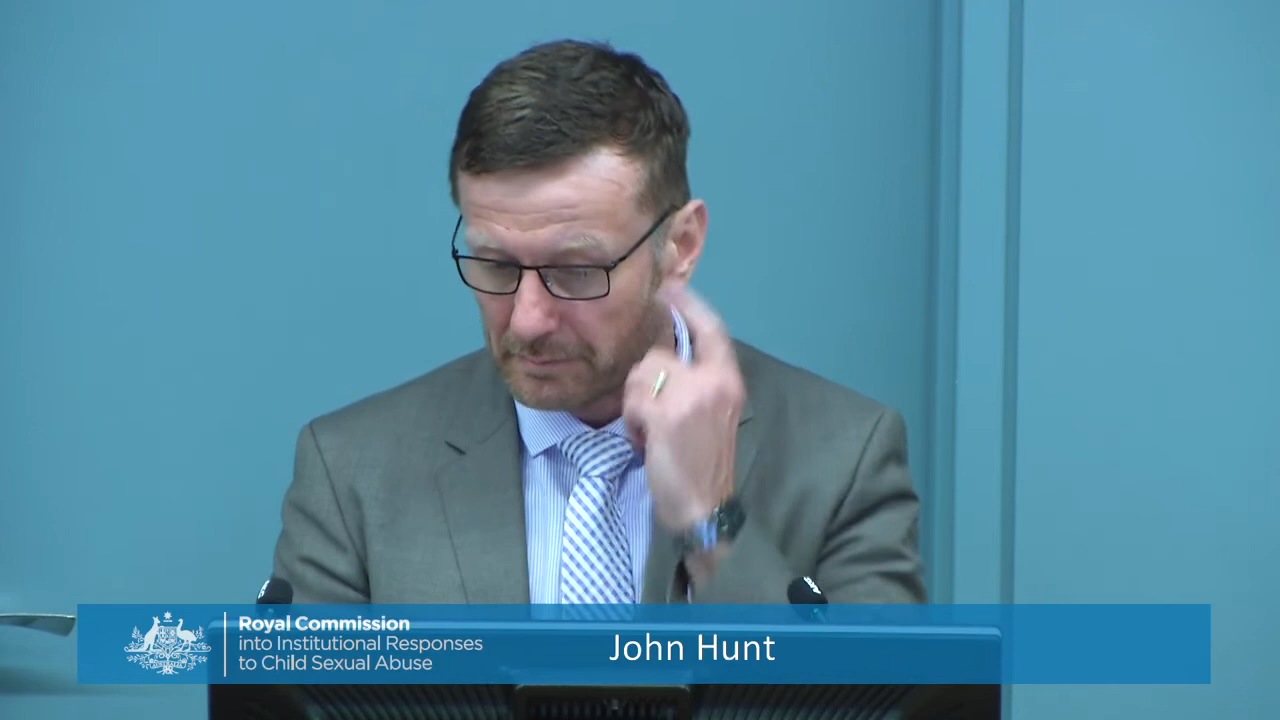 Royal Commission
into Institutional Responses
to Child Sexual Abuse
John Hunt